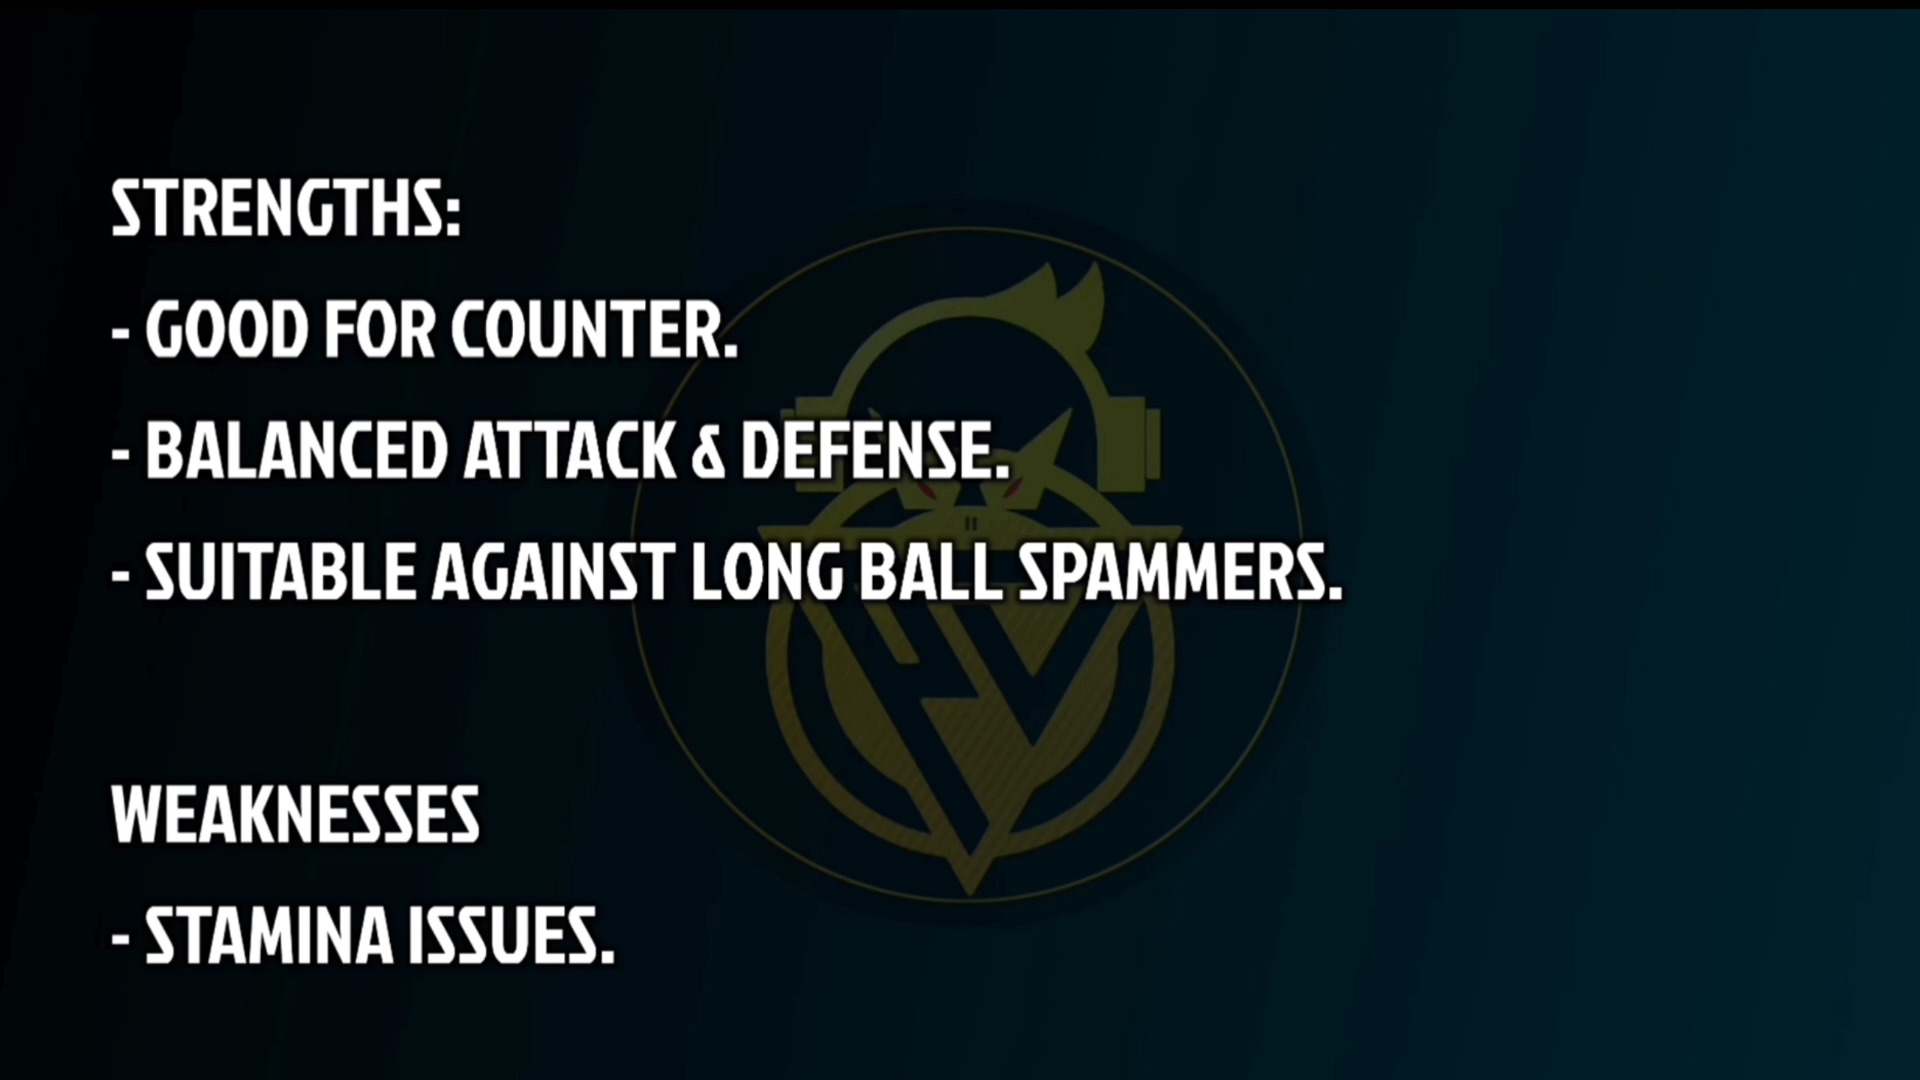 STRENGTHS:
- GOOD FOR COUNTER.
- BALANCED ATTACK & DEFENSE.
- SUITABLE AGAINST LONG BALL SPAMMERS.
WEAKNESSES
- STAMINA ISSUES.